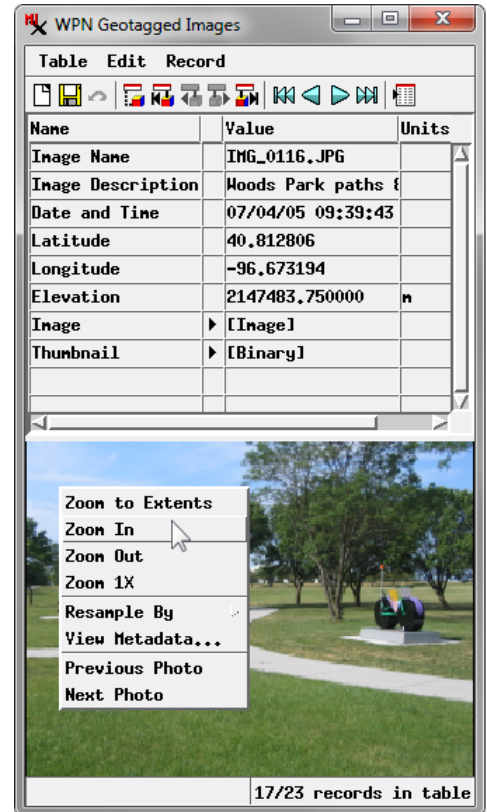 WPN Geotagged Images
Table Edit Record
Name Value Units
Image Name IMG_0116.JPG
Image Description Woods Park paths &
Date and Time 07/04/05 09:39:43
Latitude 40.812806
Longitude -96.673194
Elevation 2147483.750000 m
Image [Image]
Thumbnail [Binary]
Zoom to Extents
Zoom In
Zoom Out
Zoom 1X
Resample By
View Metadata...
Previous Photo
Next Photo
17/23 records in table